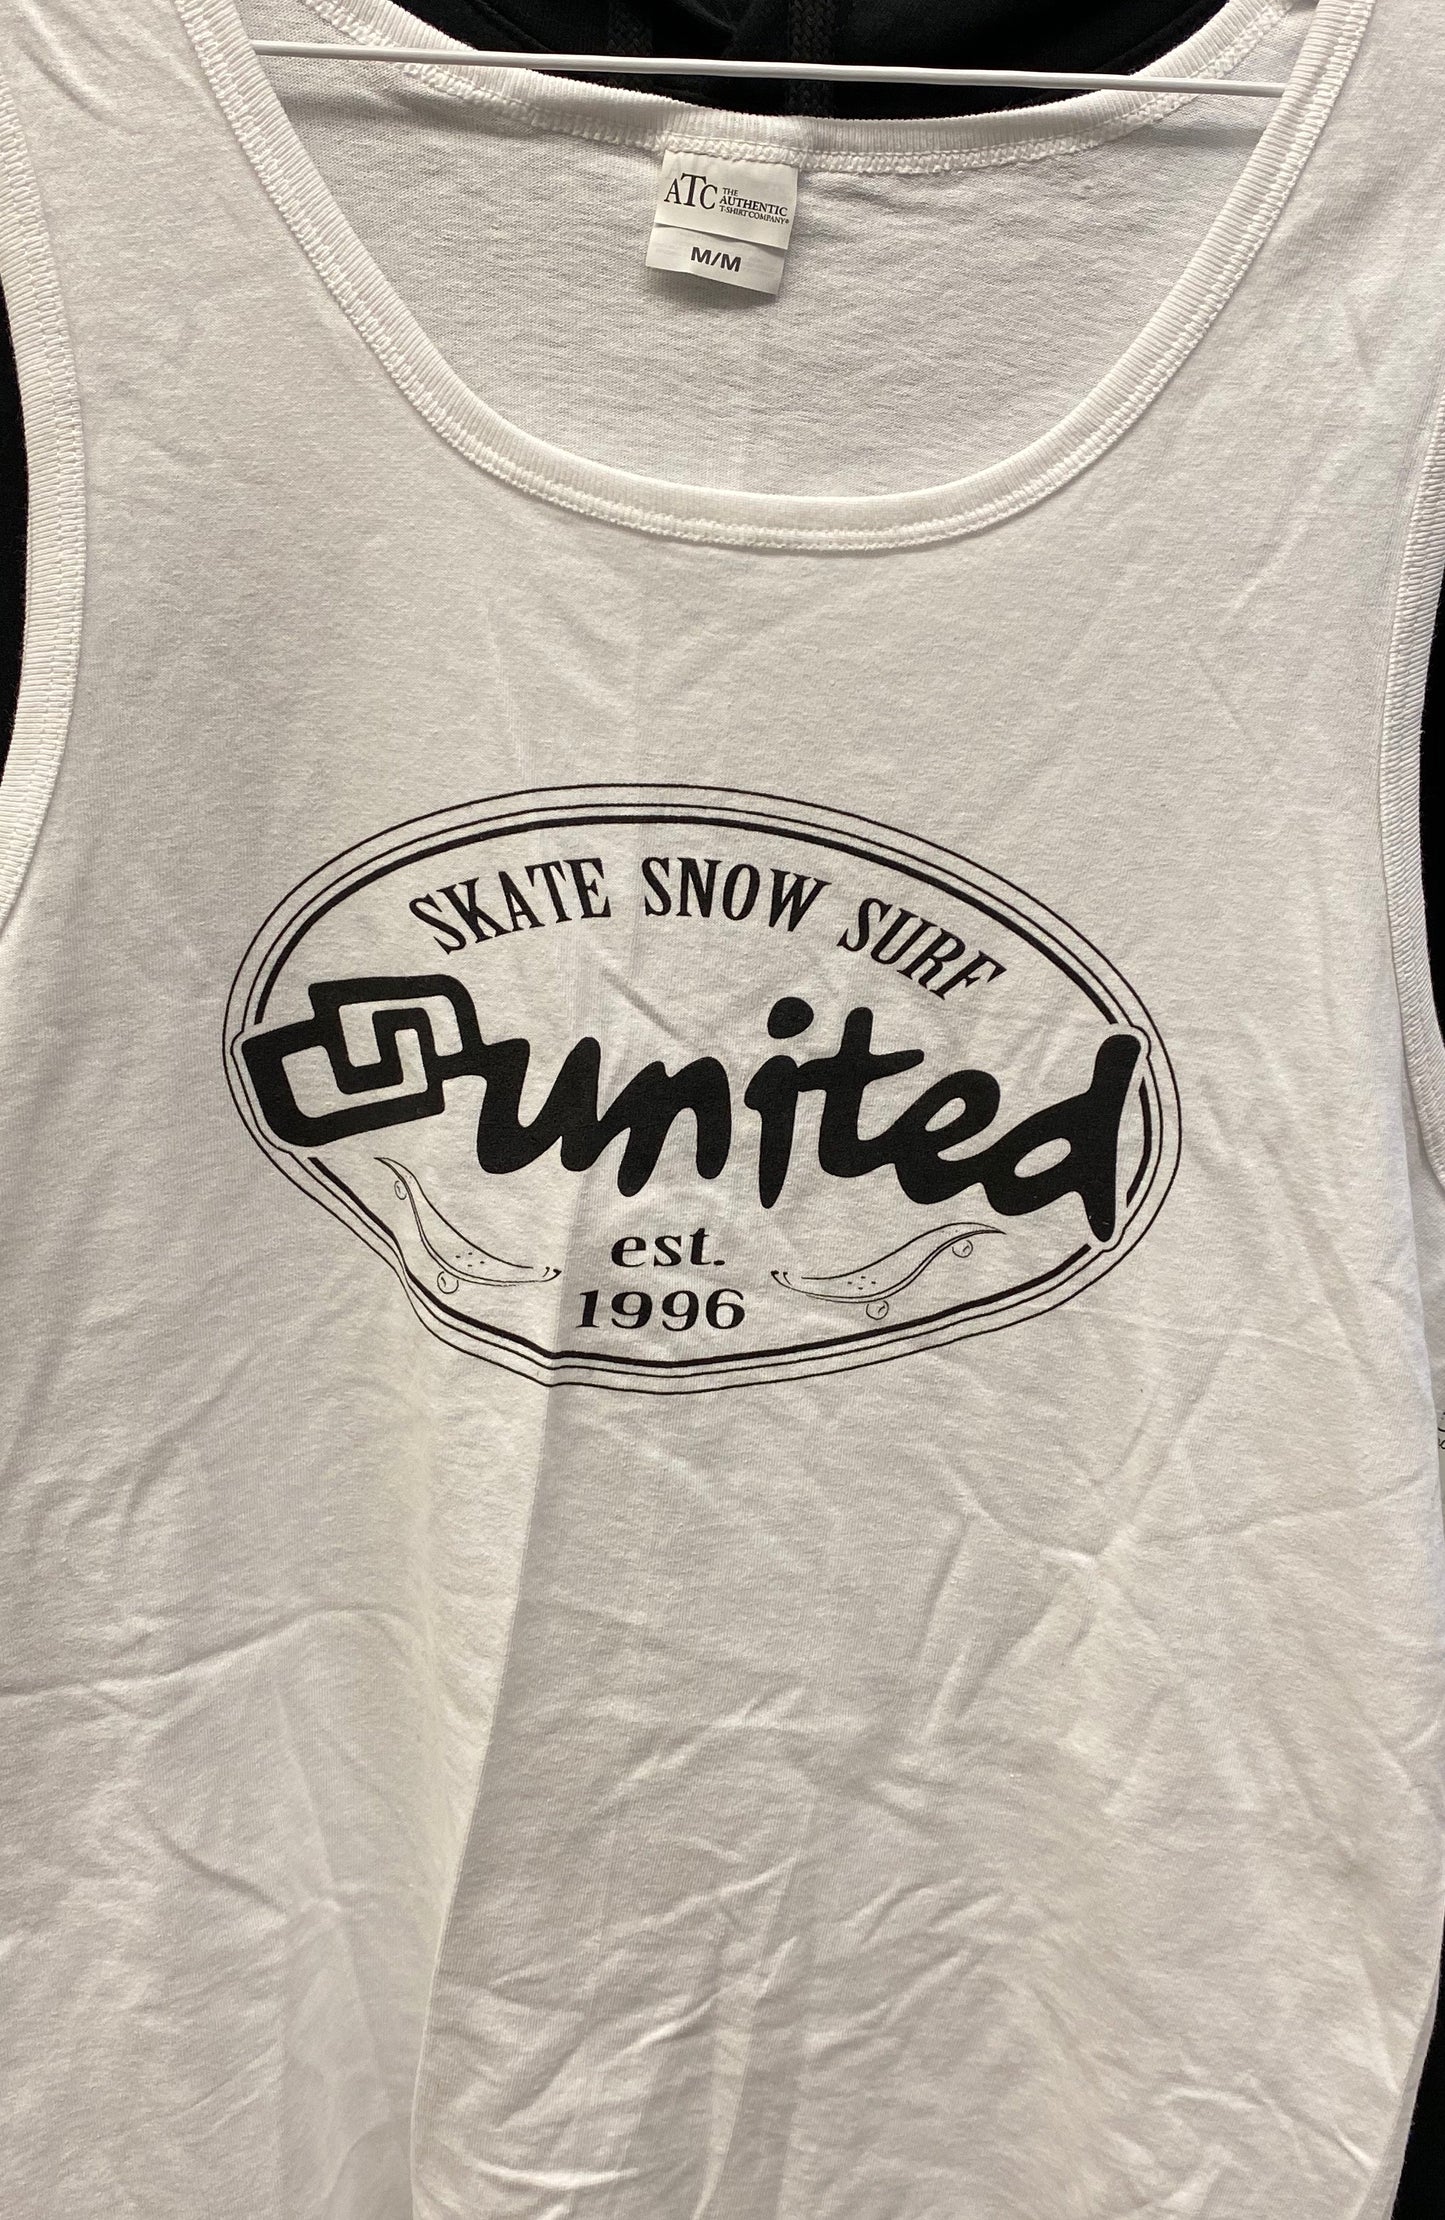 ATC THE
AUTHENTIC
T-SHIRT COMPANY®
M/M
SKATE SNOW SURF
united
est.
1996